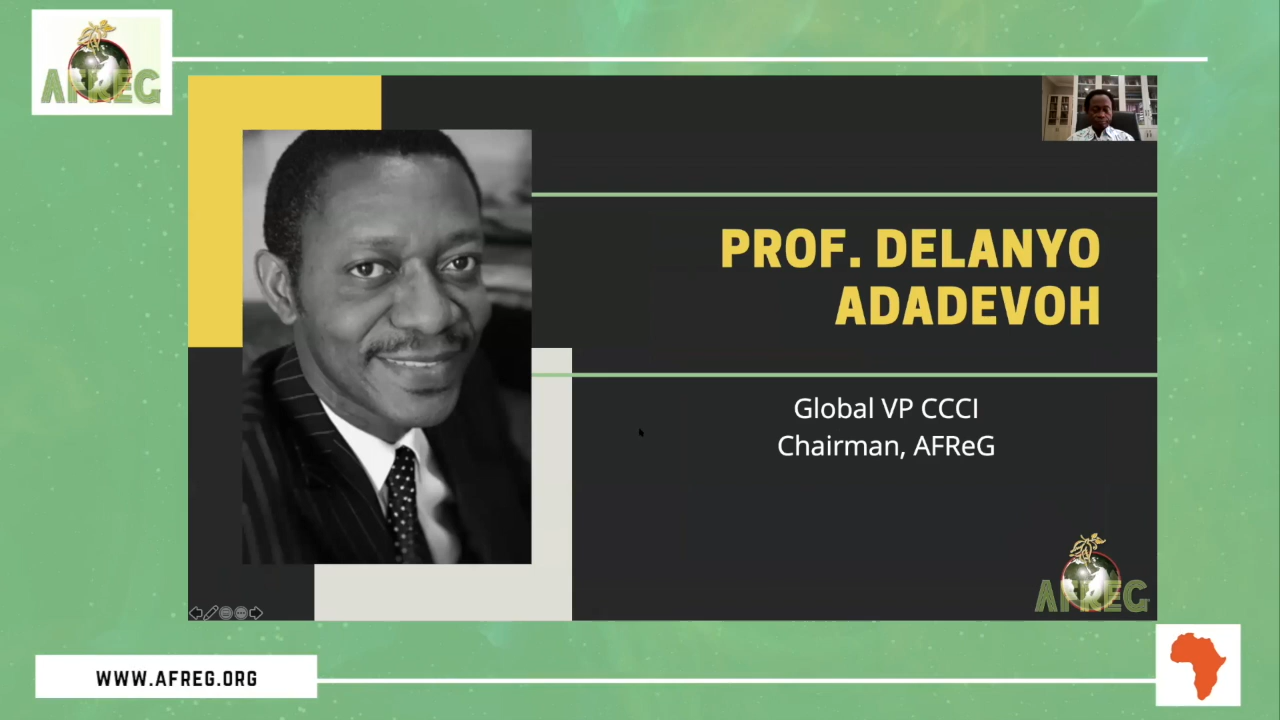 AFREG
PROF. DELANYO
ADADEVOH
Global VP CCCI
Chairman, AFReG
AFREG
WWW.AFREG.ORG